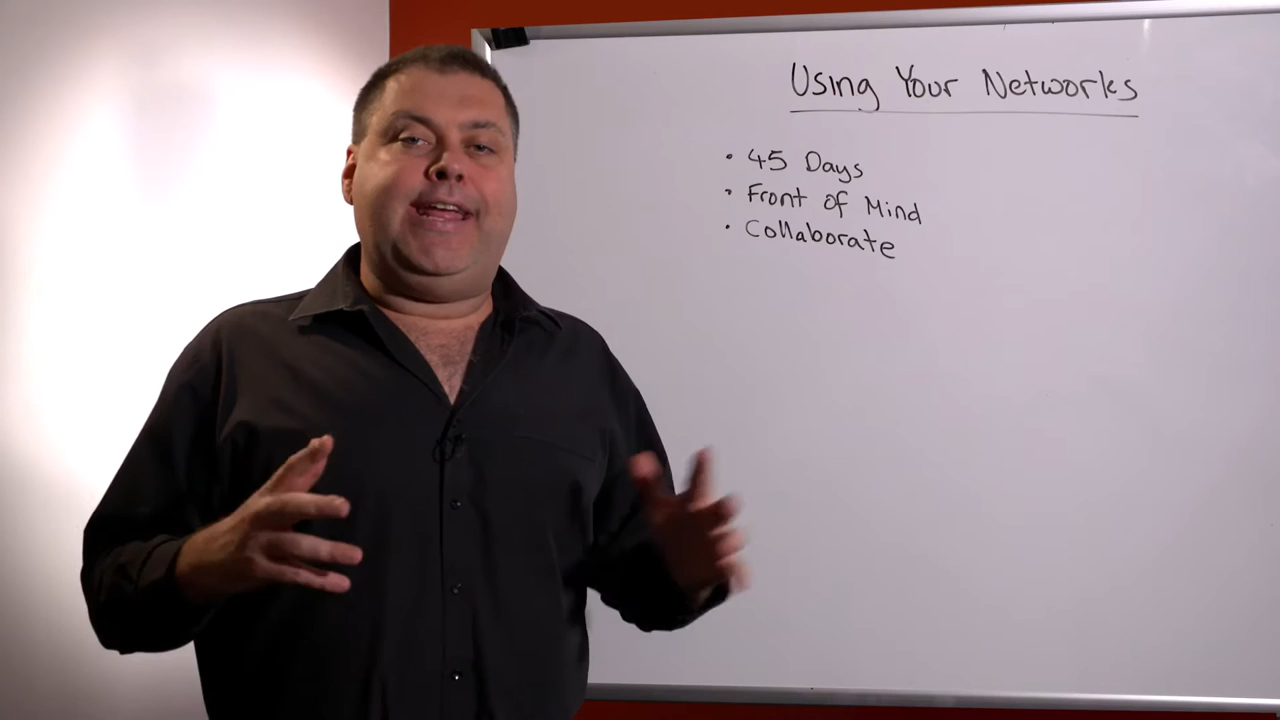 Using Your Networks
• 45 Days
• Front of Mind
• Collaborate